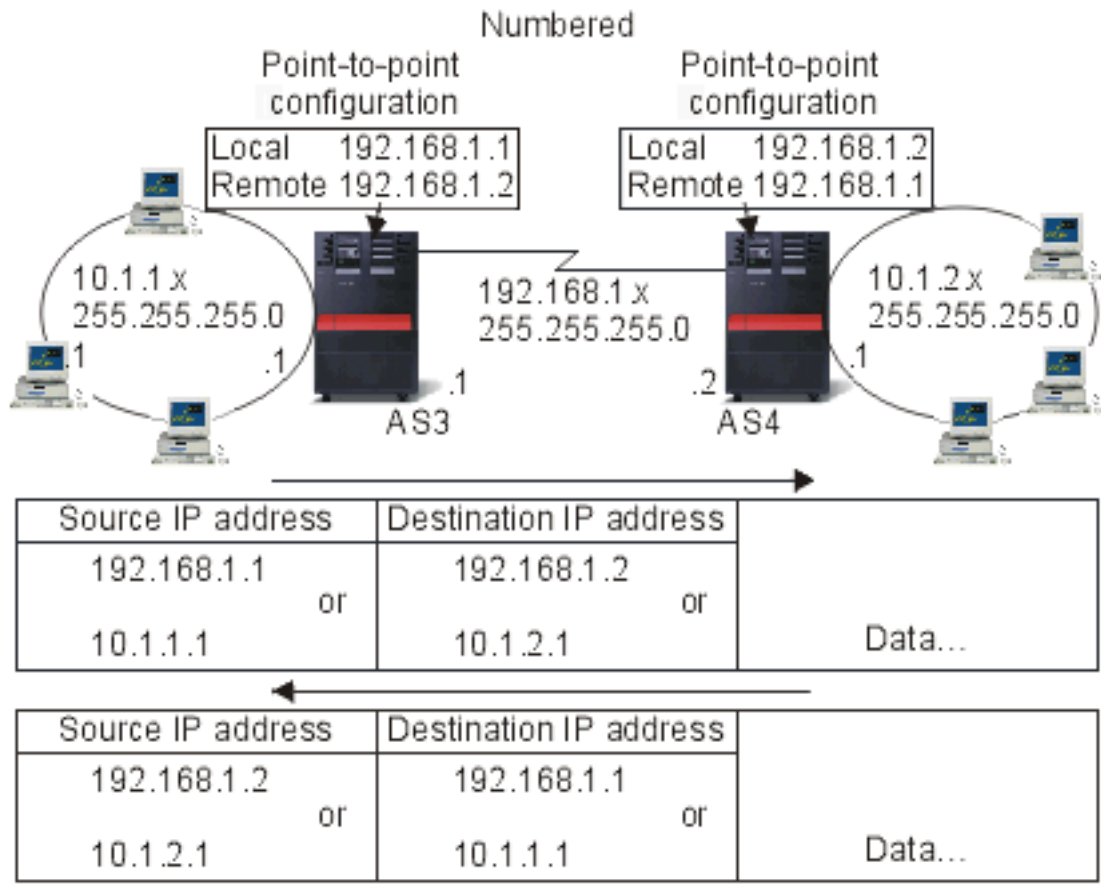 Numbered
Point-to-point
configuration
Point-to-point
configuration
Local 192.168.1.1
Remote 192.168.1.2
Local 192.168.1.2
Remote 192.168.1.1
10.1.1.x
255.255.255.0
.1
.1
192.168.1.x
255.255.255.0
10.1.2.x
255.255.255.0
.1
.1
.2
AS3
AS4
Source IP address
Destination IP address
192.168.1.1
or
10.1.1.1
192.168.1.2
or
10.1.2.1
Data...
Source IP address
Destination IP address
192.168.1.2
or
10.1.2.1
192.168.1.1
or
10.1.1.1
Data...